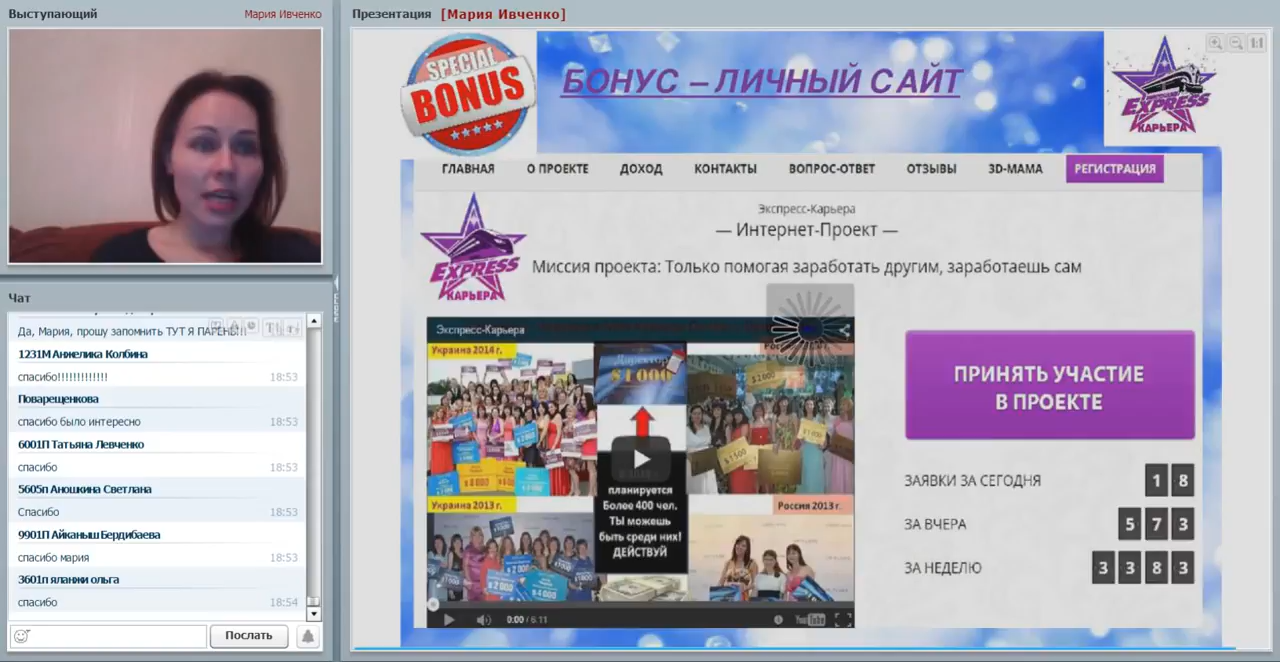 Выступающий
Мария Ивченко
Презентация [Мария Ивченко]
SPECIAL
BONUS
БОНУС – ЛИЧНЫЙ САЙТ
EXPRESS
КАРЬЕРА
1:1
ГЛАВНАЯ О ПРОЕКТЕ ДОХОД КОНТАКТЫ ВОПРОС-ОТВЕТ ОТЗЫВЫ 3D-МАМА РЕГИСТРАЦИЯ
EXPRESS
КАРЬЕРА
Экспресс-Карьера
— Интернет-Проект —
Миссия проекта: Только помогая заработать другим, заработаешь сам
Экспресс-Карьера
Украина 2014 г.
Директор
$1000
планируется
Более 400 чел.
ТЫ можешь
быть среди них!
ДЕЙСТВУЙ
Украина 2013 г.
Россия 2013 г.
0:00 / 6:11
YouTube
ПРИНЯТЬ УЧАСТИЕ
В ПРОЕКТЕ
ЗАЯВКИ ЗА СЕГОДНЯ 1 8
ЗА ВЧЕРА 5 7 3
ЗА НЕДЕЛЮ 3 3 8 3
Чат
Да, Мария, прошу запомнить ТУТ Я ПАРЕНЬ!!!
1231М Анжелика Колбина
спасибо!!!!!!!!!!!!! 18:53
Поварещенкова
спасибо было интересно 18:53
6001П Татьяна Левченко
спасибо 18:53
5605п Аношкина Светлана
Спасибо 18:53
9901П Айканыш Бердибаева
спасибо мария 18:53
3601п яланжи ольга
спасибо 18:54
Послать